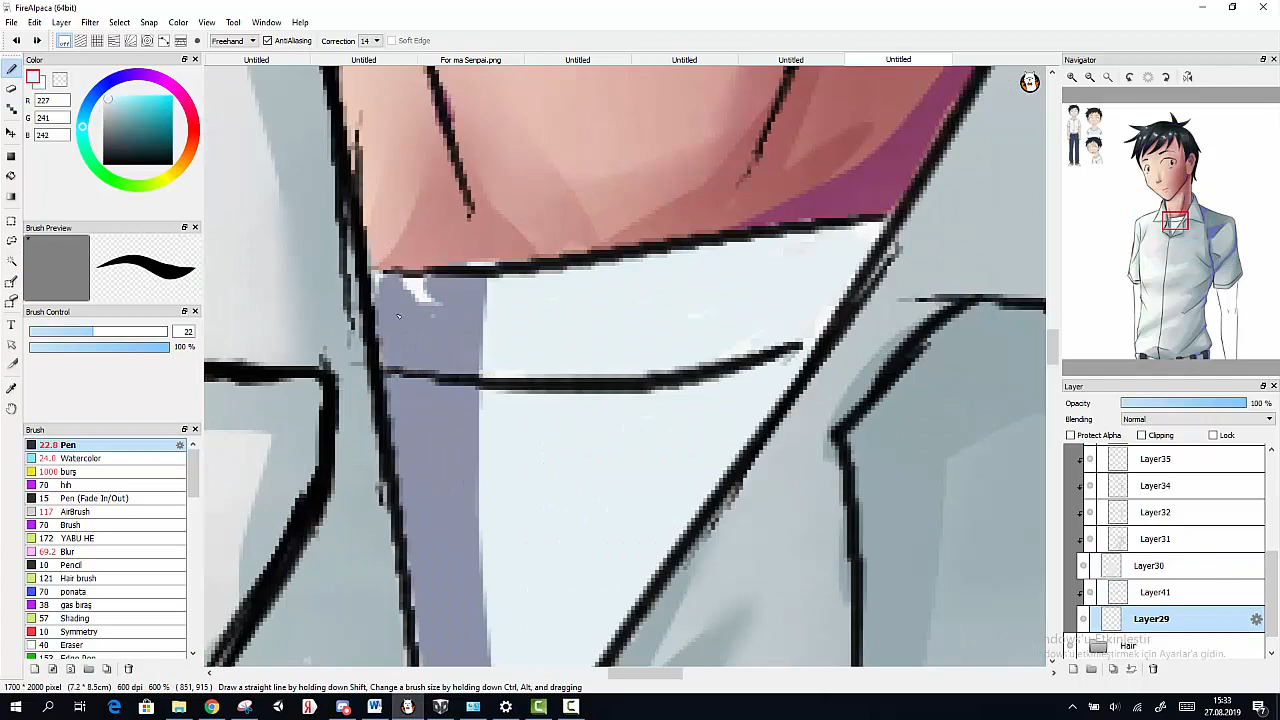 FireAlpaca (64bit)
File Edit Layer Filter Select Snap Color View Tool Window Help
off Freehand AntiAliasing Correction 14 Soft Edge
Color
Untitled Untitled For ma Senpai.png Untitled Untitled Untitled Untitled
Navigator
R 227
G 241
B 242
Brush Preview
Brush Control
22
100 %
Brush
22.0 Pen
24.0 Watercolor
1000 burş
70 hıh
15 Pen (Fade In/Out)
117 AirBrush
70 Brush
172 YABU HE
69.2 Blur
10 Pencil
121 Hair brush
70 ponata
38 gas bıraş
57 Shading
10 Symmetry
40 Eraser
Layer
Opacity 100 %
Blending Normal
Protect Alpha Clipping Lock
Layer35
Layer34
Layer32
Layer31
Layer30
Layer41
Layer29
Hair
1700 * 2000 pixel (7.2 * 8.5cm) 600 dpi 600 % ( 851, 915 ) Draw a straight line by holding down Shift, Change a brush size by holding down Ctrl, Alt, and dragging
15:33
27.08.2019